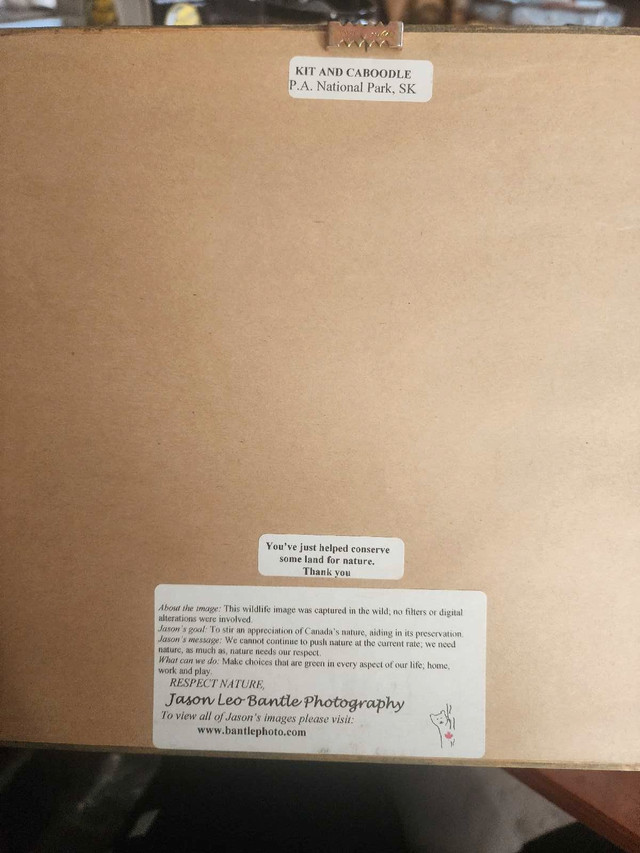 KIT AND CABOODLE
P.A. National Park, SK
You've just helped conserve
some land for nature.
Thank you
About the image: This wildlife image was captured in the wild; no filters or digital
alterations were involved.
Jason's goal: To stir an appreciation of Canada's nature, aiding in its preservation.
Jason's message: We cannot continue to push nature at the current rate; we need
nature, as much as, nature needs our respect.
What can we do: Make choices that are green in every aspect of our life; home,
work and play.
RESPECT NATURE,
Jason Leo Bantle Photography
To view all of Jason's images please visit:
www.bantlephoto.com